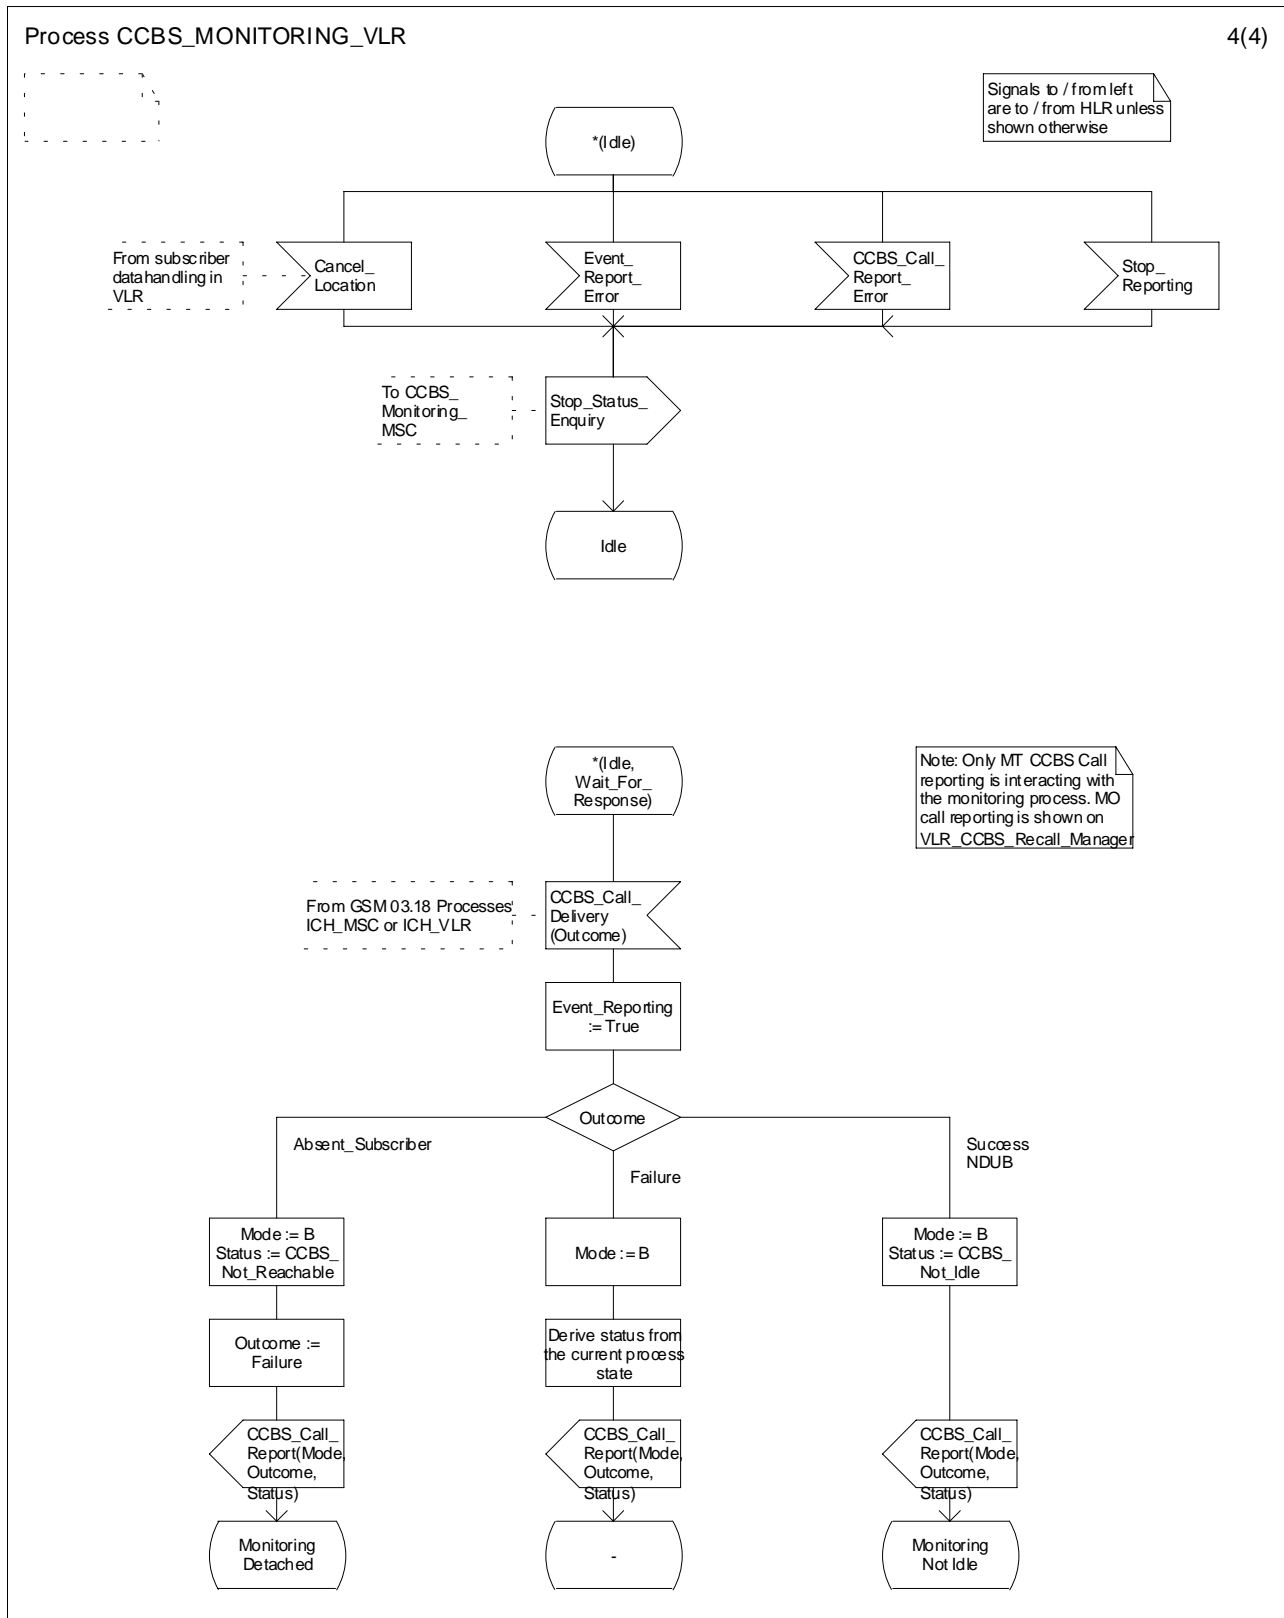 Process CCBS_MONITORING_VLR
4(4)
Signals to / from left
are to / from HLR unless
shown otherwise
*(Idle)
From subscriber
data handling in
VLR
Cancel_
Location
Event_
Report_
Error
CCBS_Call_
Report_
Error
Stop_
Reporting
To CCBS_
Monitoring_
MSC
Stop_Status_
Enquiry
Idle
*(Idle,
Wait_For_
Response)
Note: Only MT CCBS Call
reporting is interacting with
the monitoring process. MO
call reporting is shown on
VLR_CCBS_Recall_Manager
From GSM 03.18 Processes
ICH_MSC or ICH_VLR
CCBS_Call_
Delivery
(Outcome)
Event_Reporting
:= True
Outcome
Absent_Subscriber
Failure
Success
NDUB
Mode := B
Status := CCBS_
Not_Reachable
Mode := B
Mode := B
Status := CCBS_
Not_Idle
Outcome :=
Failure
Derive status from
the current process
state
CCBS_Call_
Report(Mode,
Outcome,
Status)
CCBS_Call_
Report(Mode,
Outcome,
Status)
CCBS_Call_
Report(Mode,
Outcome,
Status)
Monitoring
Detached
-
Monitoring
Not Idle